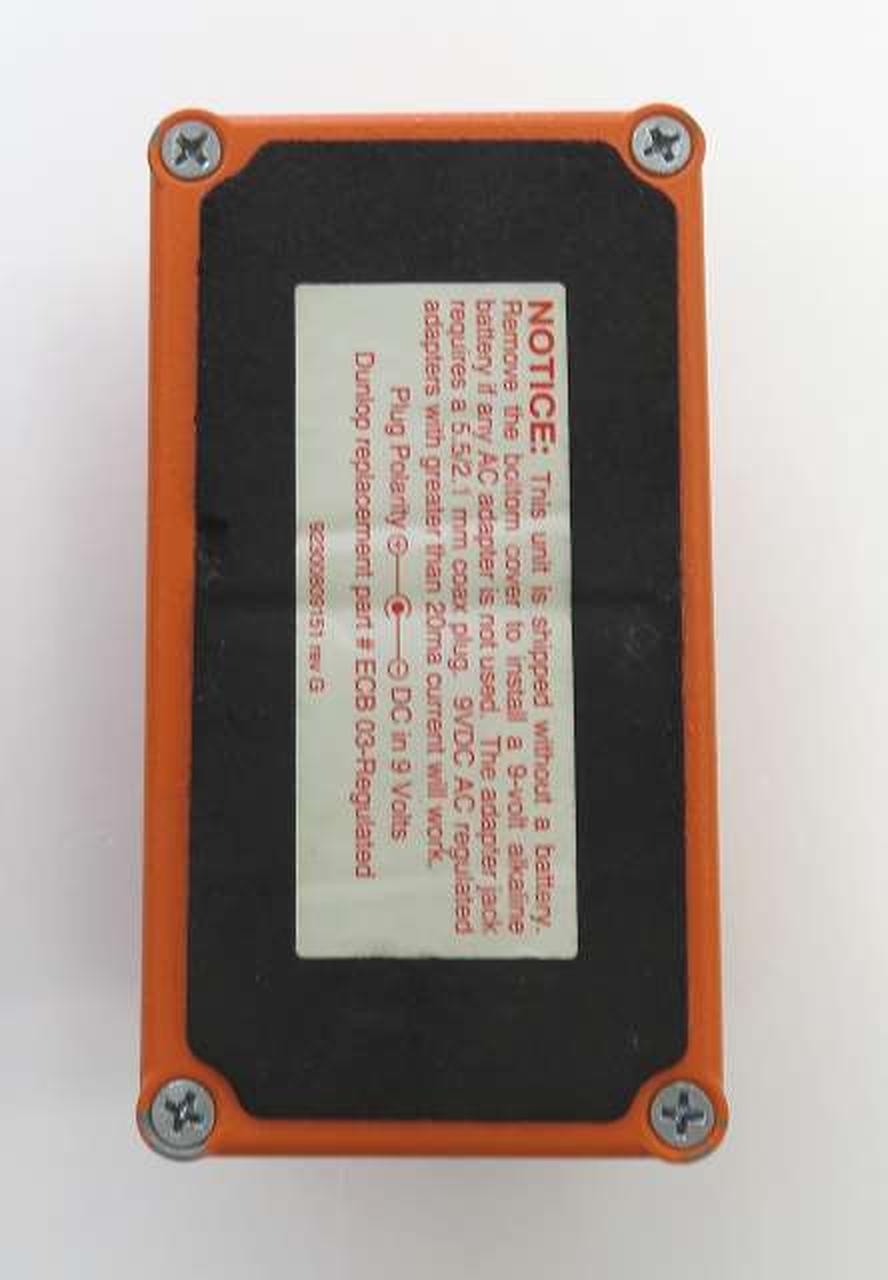 NOTICE: This unit is shipped without a battery.
Remove the bottom cover to install a 9-volt alkaline
battery if any AC adapter is not used. The adapter jack
requires a 5.5/2.1 mm coax plug. 9VDC AC regulated
adapters with greater than 20ma current will work.
Plug Polarity DC in 9 Volts
Dunlop replacement part # ECB 03-Regulated
rev G